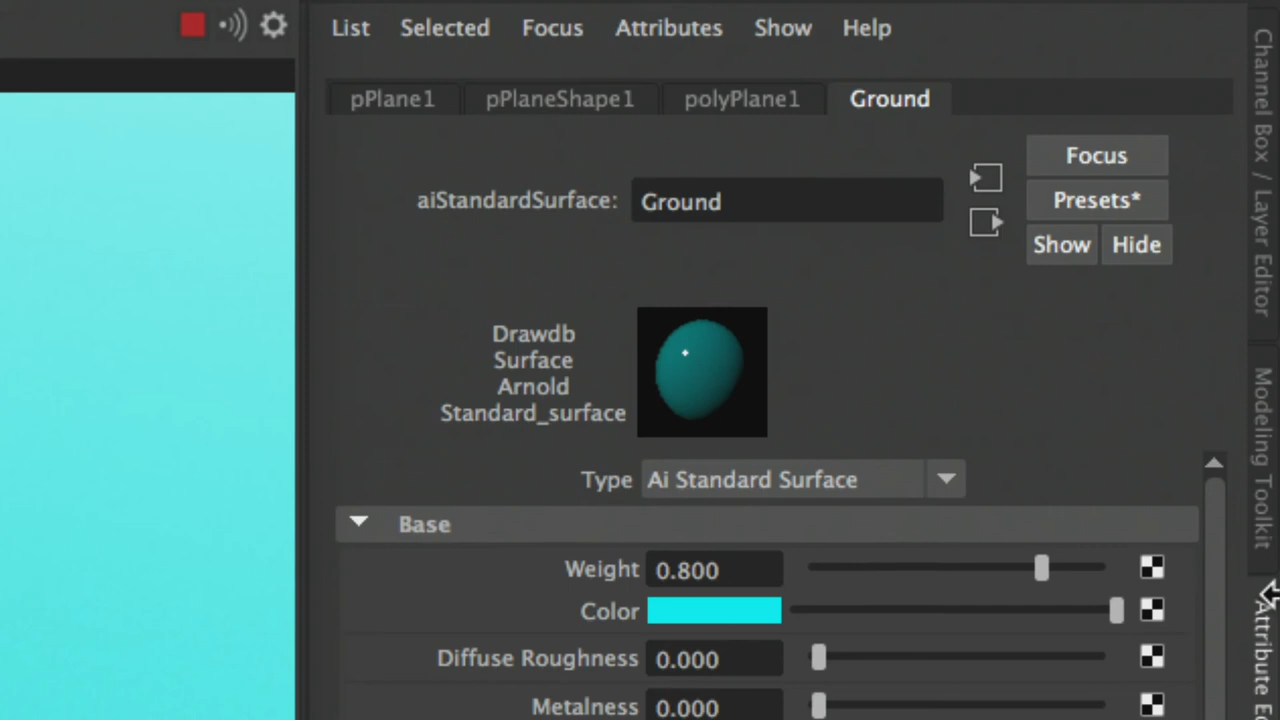 List Selected Focus Attributes Show Help
pPlane1 pPlaneShape1 polyPlane1 Ground
Focus
aiStandardSurface: Ground
Presets*
Show Hide
Drawdb
Surface
Arnold
Standard_surface
Type Ai Standard Surface
Base
Weight 0.800
Color
Diffuse Roughness 0.000
Metalness 0.000
Channel Box / Layer Editor
Modeling Toolkit
Attribute E